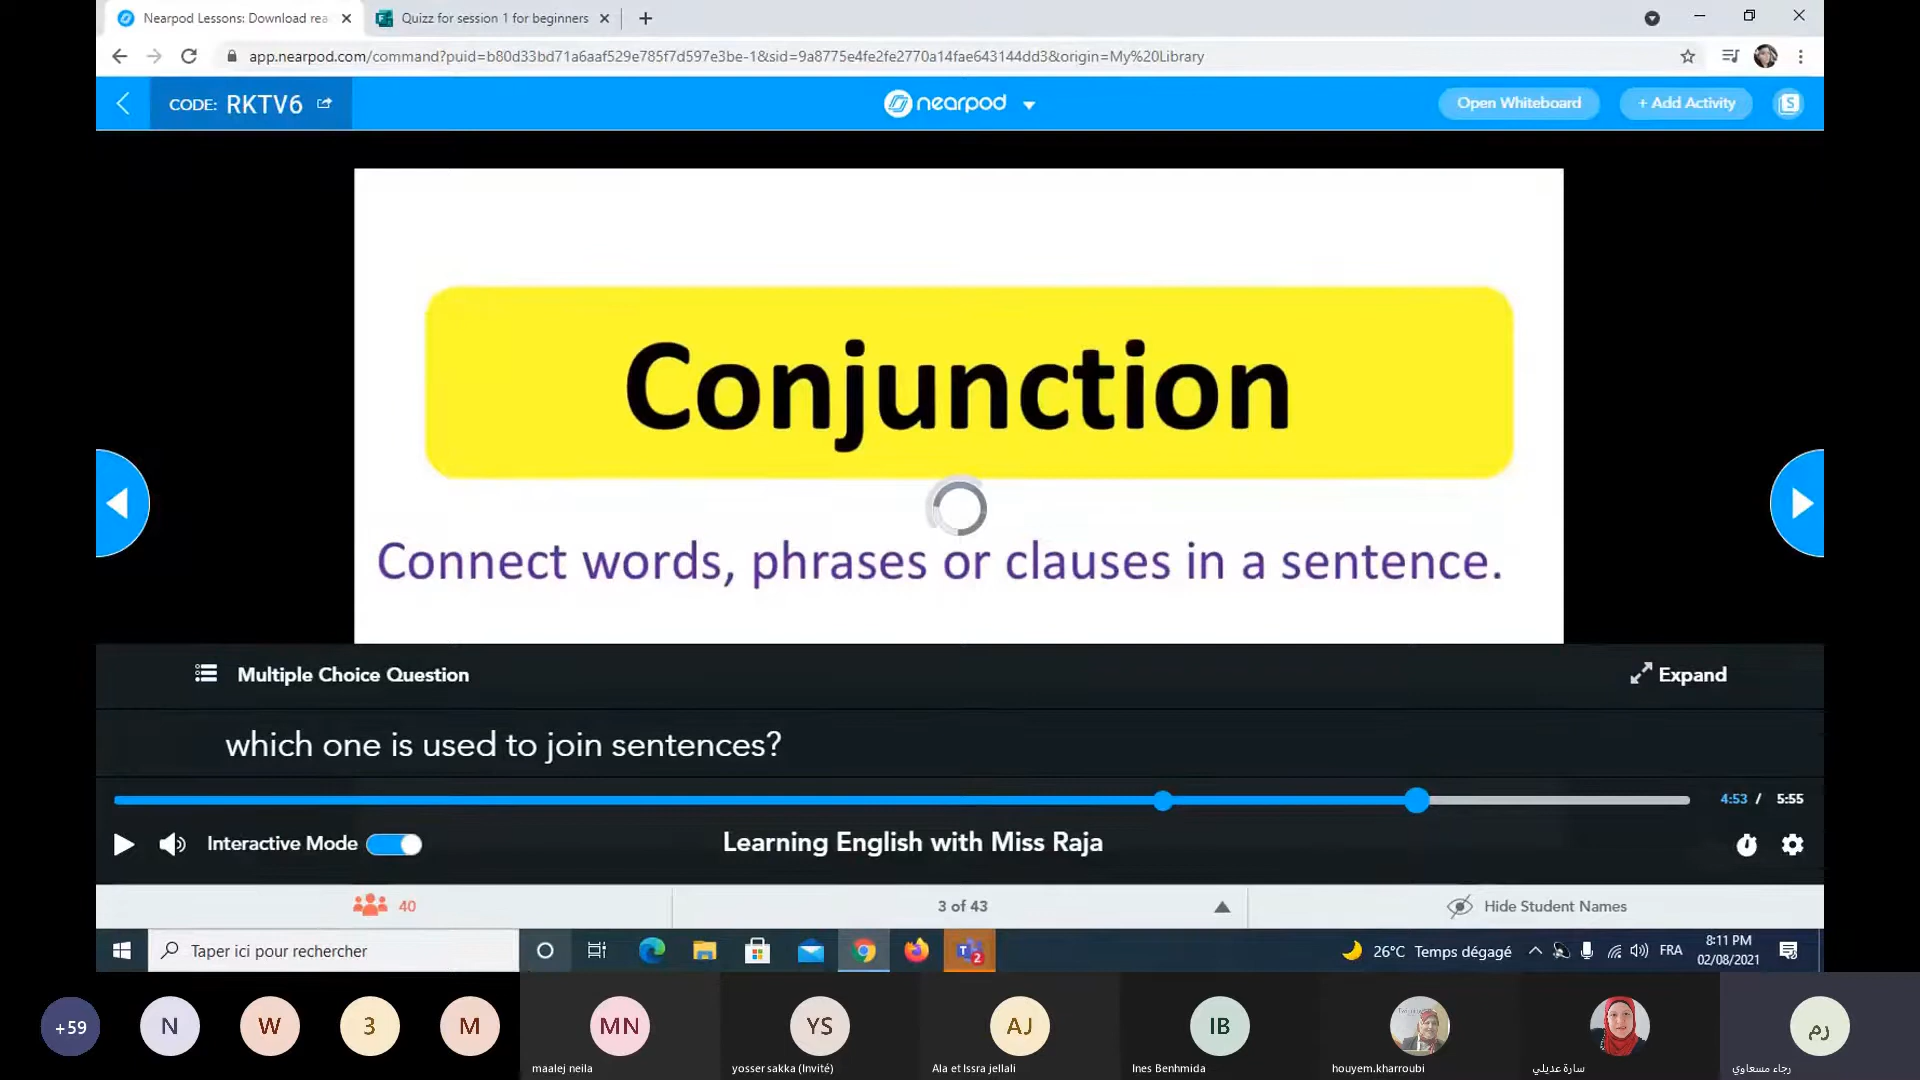 Nearpod Lessons: Download rea
Quizz for session 1 for beginners
app.nearpod.com/command?puid=b80d33bd71a6aaf529e785f7d597e3be-1&sid=9a8775e4fe2fe2770a14fae643144dd3&origin=My%20Library
CODE: RKTV6
nearpod
Open Whiteboard
+ Add Activity
S
Conjunction
Connect words, phrases or clauses in a sentence.
Multiple Choice Question
Expand
which one is used to join sentences?
4:53 / 5:55
Interactive Mode
Learning English with Miss Raja
40
3 of 43
Hide Student Names
Taper ici pour rechercher
2
26°C Temps dégagé
FRA
8:11 PM
02/08/2021
+59
N
W
3
M
MN
YS
AJ
IB
رم
maalej neila
yosser sakka (Invité)
Ala et Issra jellali
Ines Benhmida
houyem.kharroubi
سارة عديلي
رجاء مسعاوي